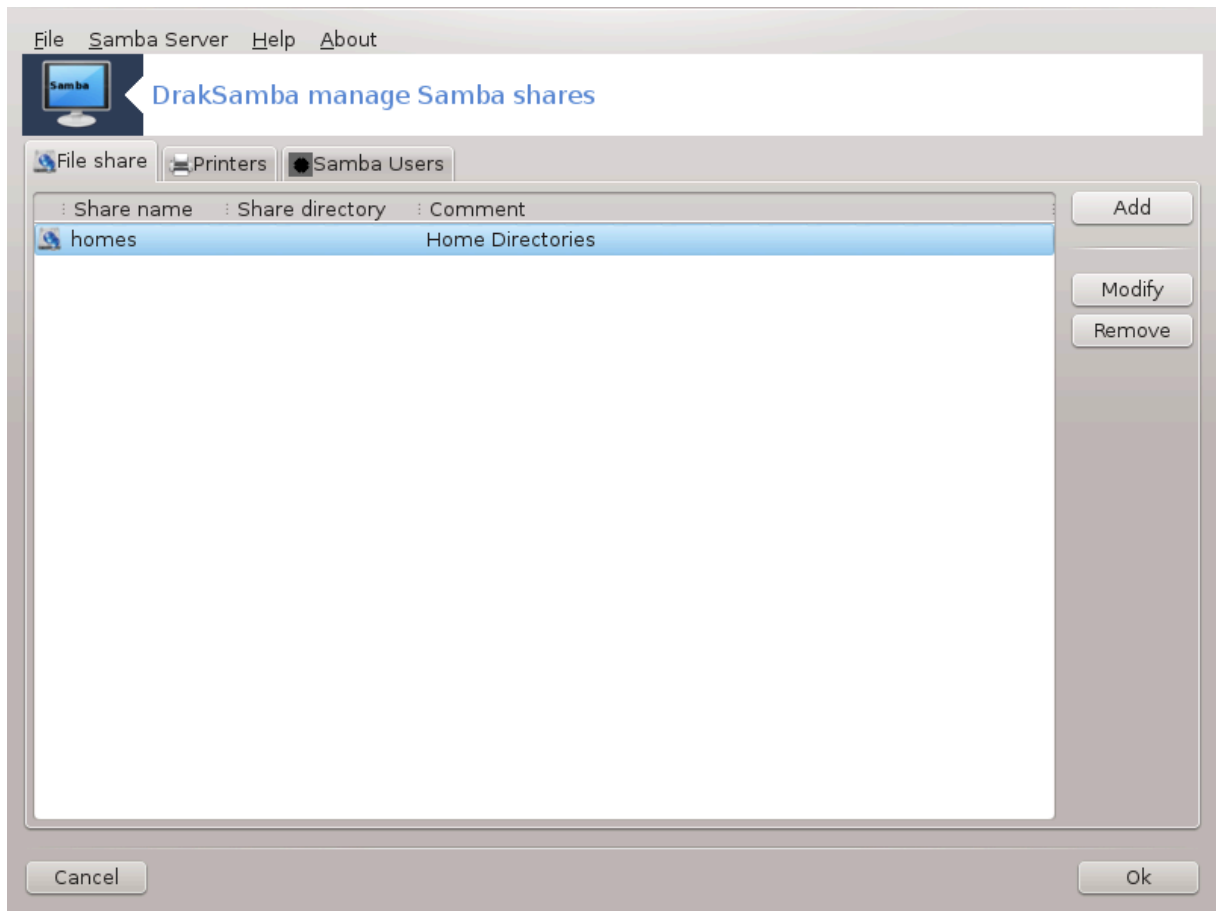 File Samba Server Help About
Samba
DrakSamba manage Samba shares
File share Printers Samba Users
Share name Share directory Comment
homes Home Directories
Add
Modify
Remove
Cancel Ok